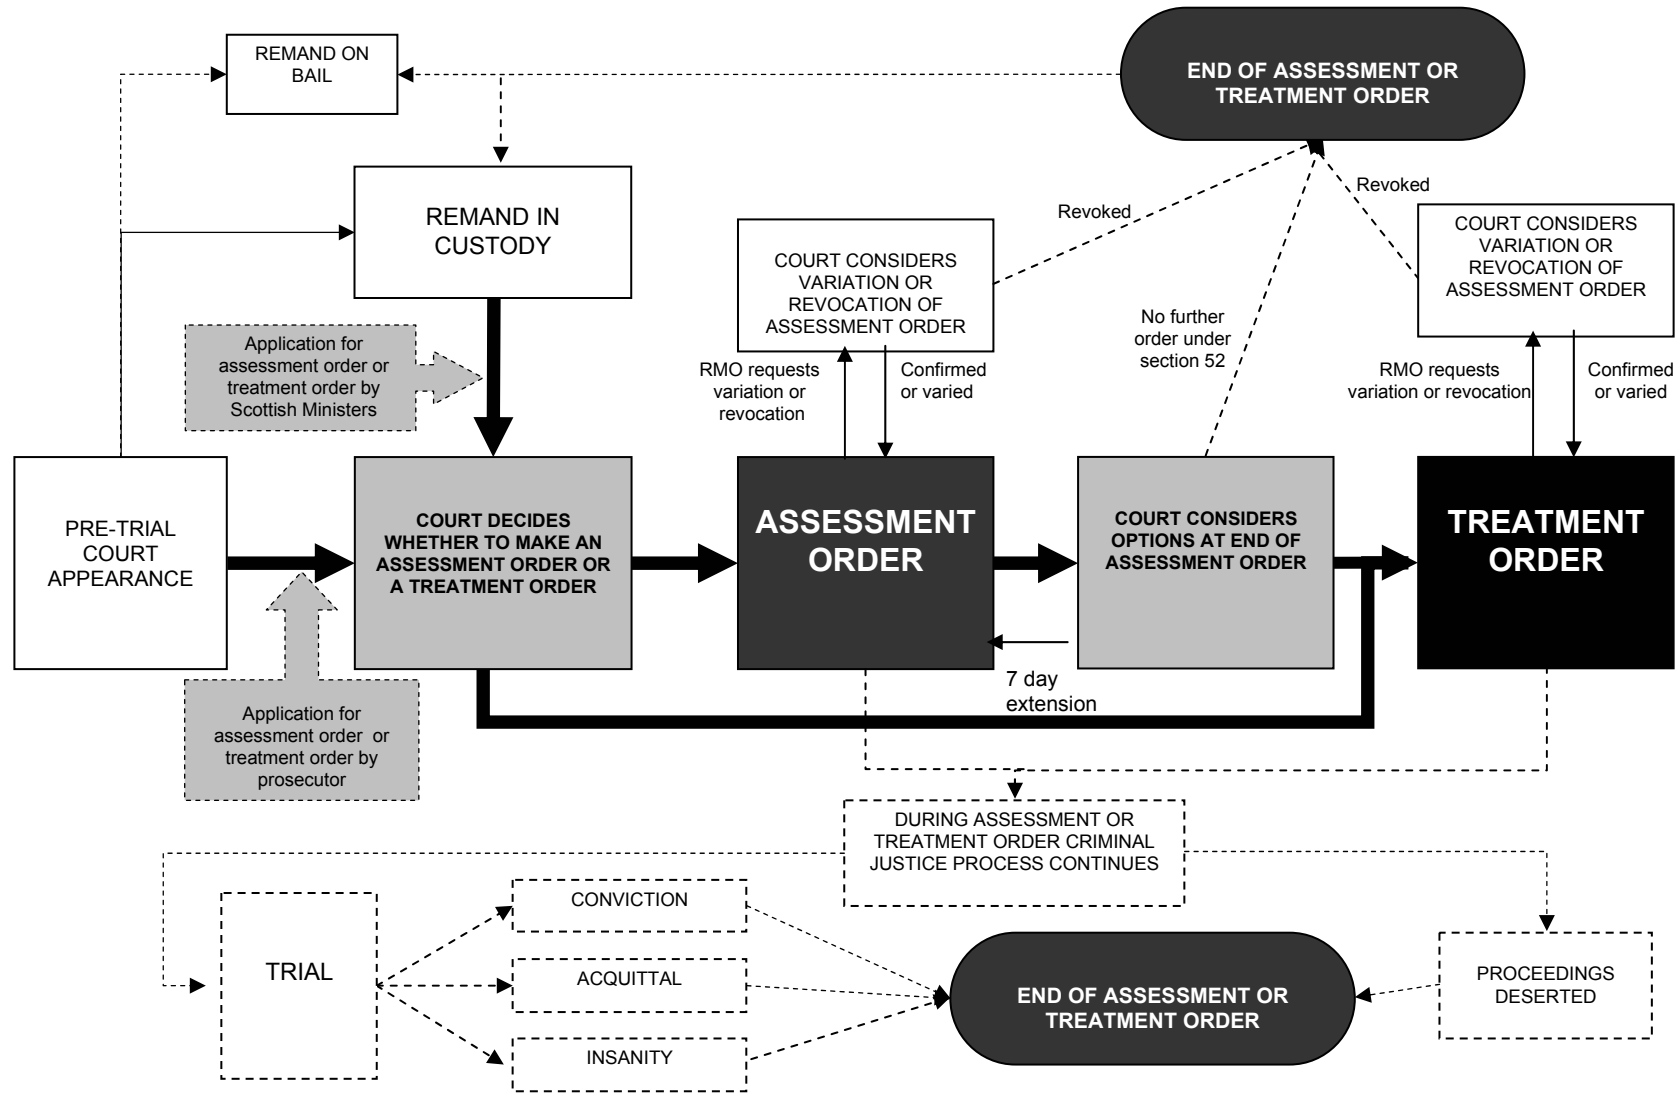 REMAND ON
BAIL
END OF ASSESSMENT OR
TREATMENT ORDER
REMAND IN
CUSTODY
Revoked
Revoked
COURT CONSIDERS
VARIATION OR
REVOCATION OF
ASSESSMENT ORDER
COURT CONSIDERS
VARIATION OR
REVOCATION OF
ASSESSMENT ORDER
Application for
assessment order or
treatment order by
Scottish Ministers
No further
order under
section 52
RMO requests
variation or
revocation
Confirmed
or varied
RMO requests
variation or revocation
Confirmed
or varied
PRE-TRIAL
COURT
APPEARANCE
COURT DECIDES
WHETHER TO MAKE AN
ASSESSMENT ORDER OR
A TREATMENT ORDER
ASSESSMENT
ORDER
COURT CONSIDERS
OPTIONS AT END OF
ASSESSMENT ORDER
TREATMENT
ORDER
7 day
extension
Application for
assessment order or
treatment order by
prosecutor
DURING ASSESSMENT OR
TREATMENT ORDER CRIMINAL
JUSTICE PROCESS CONTINUES
TRIAL
CONVICTION
ACQUITTAL
INSANITY
END OF ASSESSMENT OR
TREATMENT ORDER
PROCEEDINGS
DESERTED